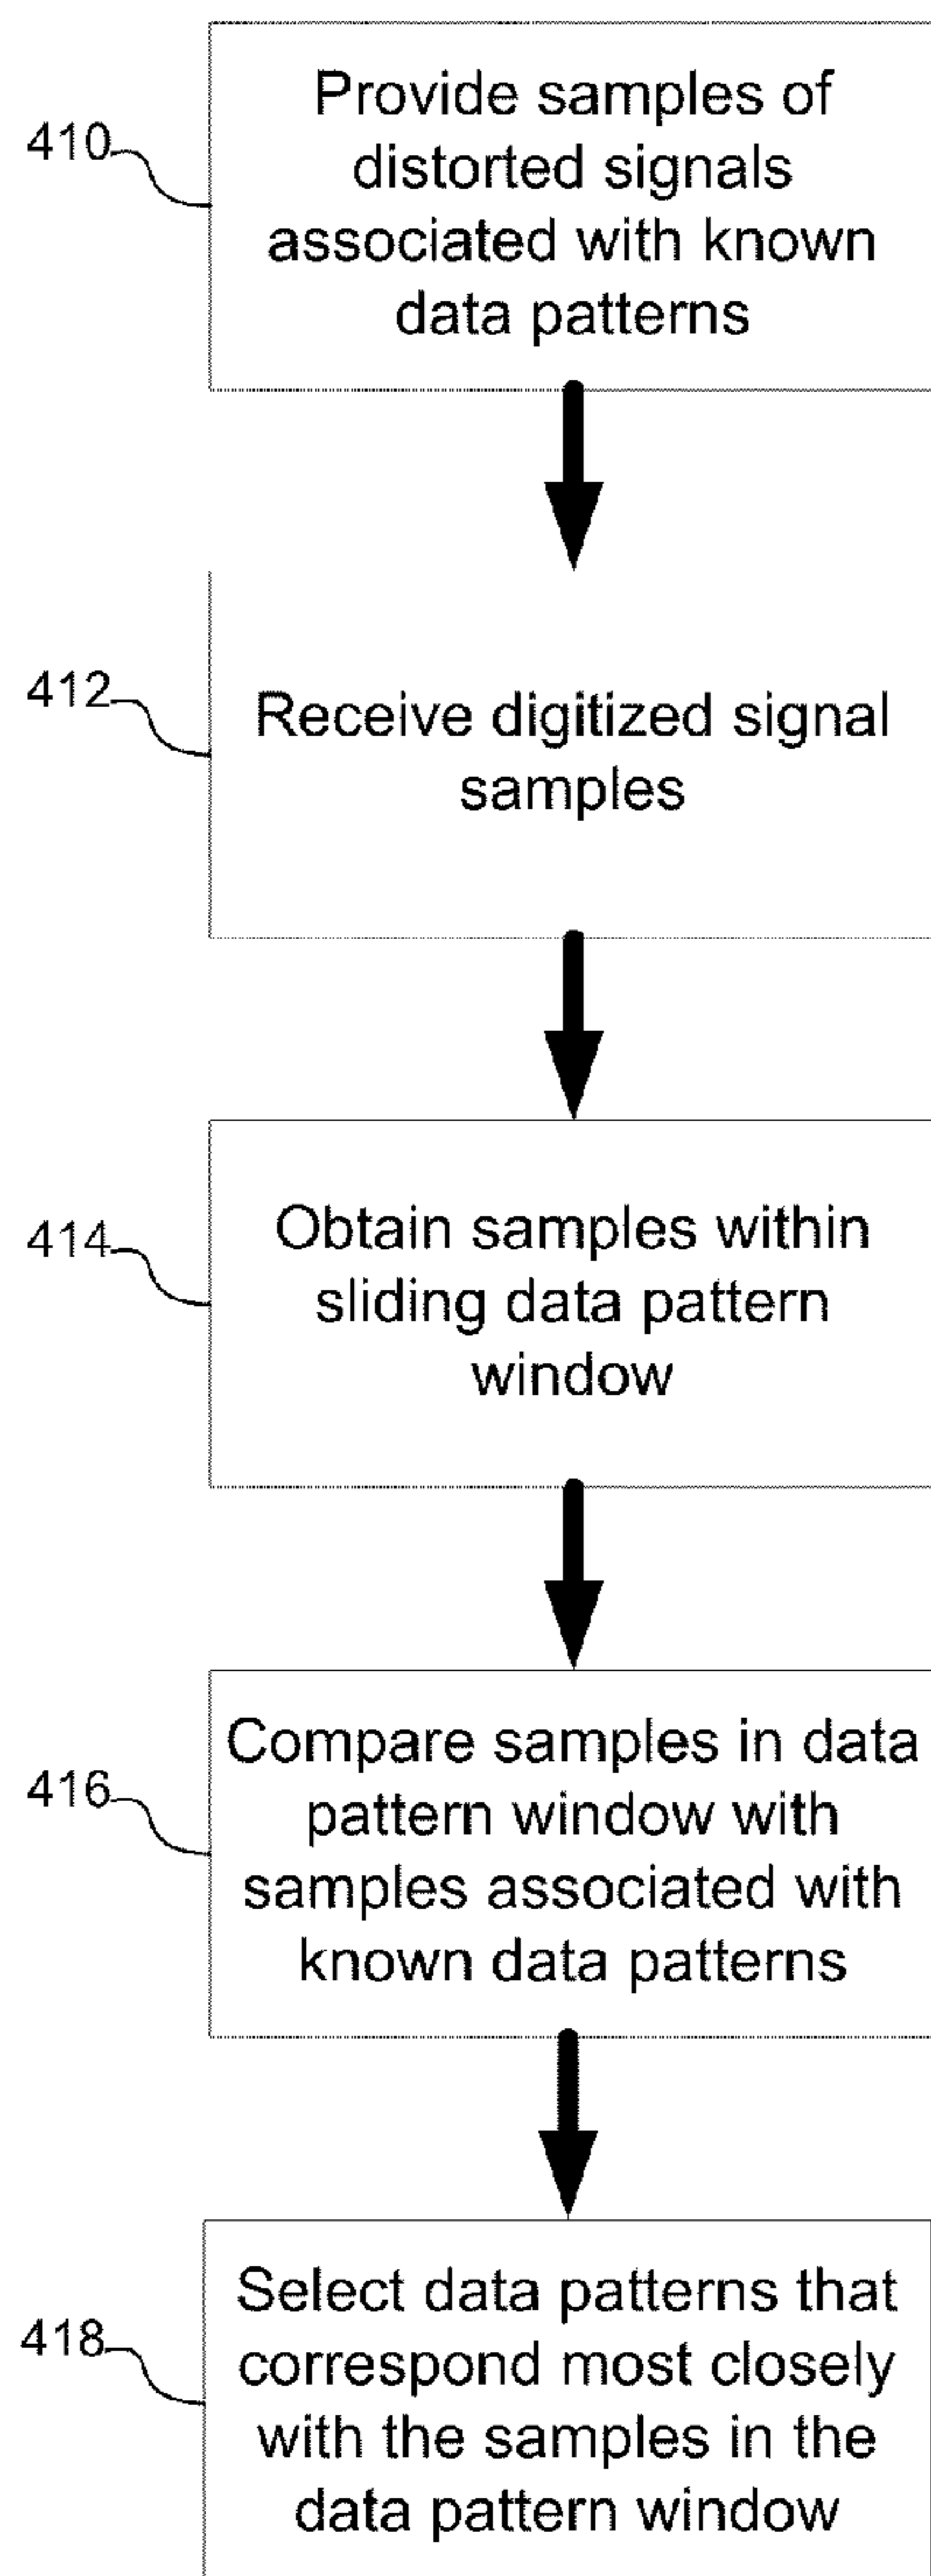 Provide samples of
410
distorted signals
associated with known
data patterns
412
Receive digitized signal
samples
414
Obtain samples within
sliding data pattern
window
Compare samples in data
416
pattern window with
samples associated with
known data patterns
Select data patterns that
418
correspond most closely
with the samples in the
data pattern window